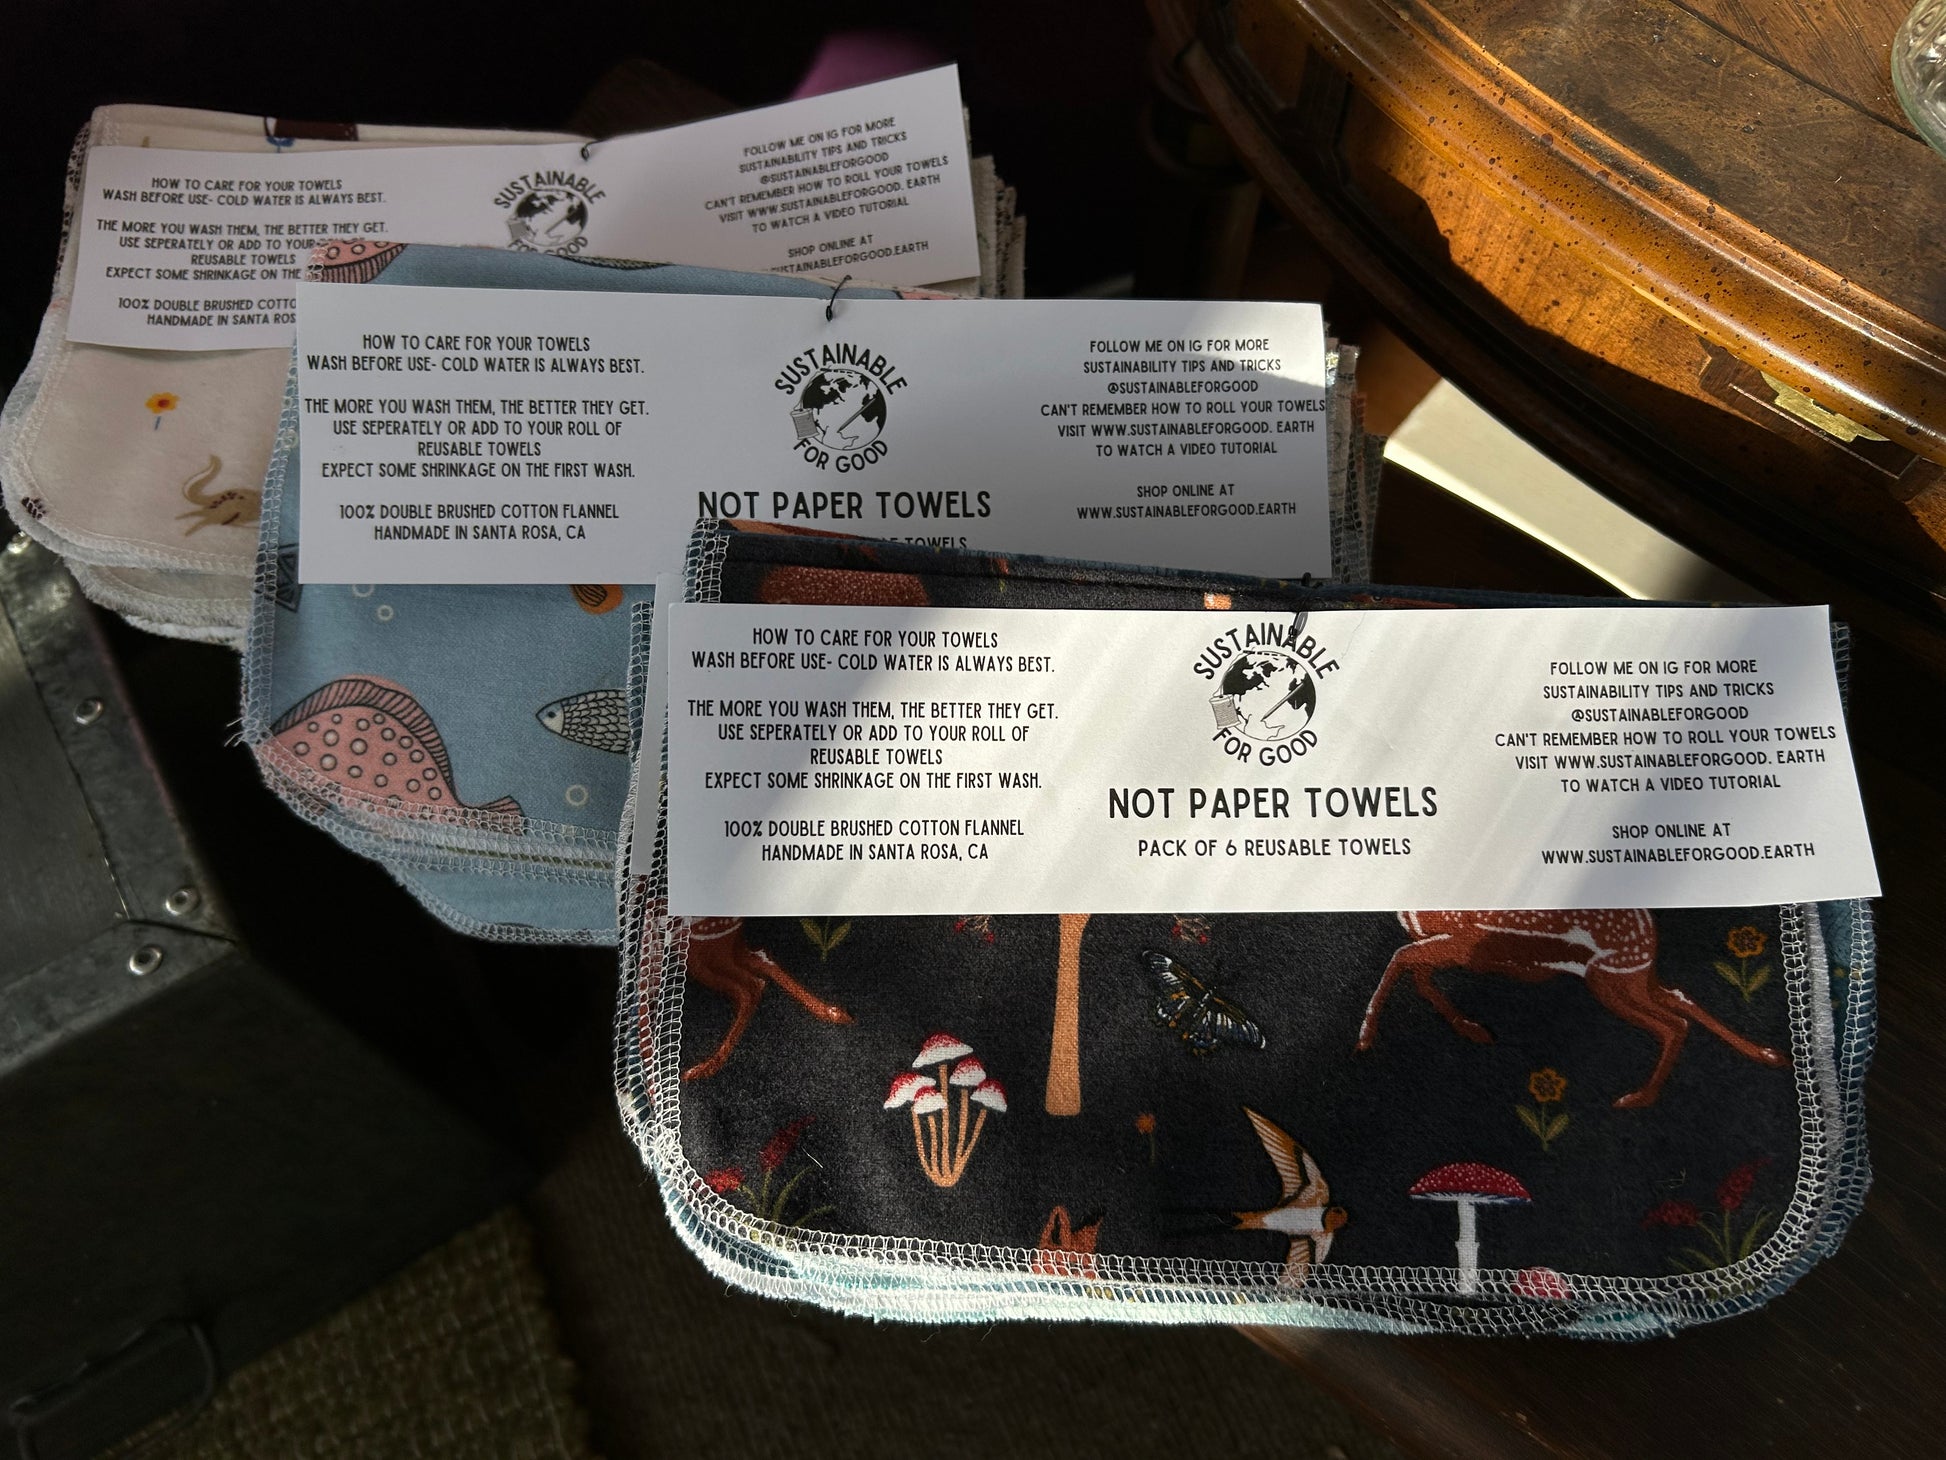 HOW TO CARE FOR YOUR TOWELS
WASH BEFORE USE- COLD WATER IS ALWAYS BEST.
THE MORE YOU WASH THEM, THE BETTER THEY GET.
USE SEPERATELY OR ADD TO YOUR
REUSABLE TOWELS
EXPECT SOME SHRINKAGE ON THE
100% DOUBLE BRUSHED COTTO
HANDMADE IN SANTA ROS
SUSTAINABLE
FOR GOOD
FOLLOW ME ON IG FOR MORE
SUSTAINABILITY TIPS AND TRICKS
@SUSTAINABLEFORGOOD
CAN'T REMEMBER HOW TO ROLL YOUR TOWELS
VISIT WWW.SUSTAINABLEFORGOOD. EARTH
TO WATCH A VIDEO TUTORIAL
SHOP ONLINE AT
USTAINABLEFORGOOD.EARTH
HOW TO CARE FOR YOUR TOWELS
WASH BEFORE USE- COLD WATER IS ALWAYS BEST.
THE MORE YOU WASH THEM, THE BETTER THEY GET.
USE SEPERATELY OR ADD TO YOUR ROLL OF
REUSABLE TOWELS
EXPECT SOME SHRINKAGE ON THE FIRST WASH.
100% DOUBLE BRUSHED COTTON FLANNEL
HANDMADE IN SANTA ROSA, CA
SUSTAINABLE
FOR GOOD
NOT PAPER TOWELS
TOWELS
FOLLOW ME ON IG FOR MORE
SUSTAINABILITY TIPS AND TRICKS
@SUSTAINABLEFORGOOD
CAN'T REMEMBER HOW TO ROLL YOUR TOWELS
VISIT WWW.SUSTAINABLEFORGOOD. EARTH
TO WATCH A VIDEO TUTORIAL
SHOP ONLINE AT
WWW.SUSTAINABLEFORGOOD.EARTH
HOW TO CARE FOR YOUR TOWELS
WASH BEFORE USE- COLD WATER IS ALWAYS BEST.
THE MORE YOU WASH THEM, THE BETTER THEY GET.
USE SEPERATELY OR ADD TO YOUR ROLL OF
REUSABLE TOWELS
EXPECT SOME SHRINKAGE ON THE FIRST WASH.
100% DOUBLE BRUSHED COTTON FLANNEL
HANDMADE IN SANTA ROSA, CA
SUSTAINABLE
FOR GOOD
NOT PAPER TOWELS
PACK OF 6 REUSABLE TOWELS
FOLLOW ME ON IG FOR MORE
SUSTAINABILITY TIPS AND TRICKS
@SUSTAINABLEFORGOOD
CAN'T REMEMBER HOW TO ROLL YOUR TOWELS
VISIT WWW.SUSTAINABLEFORGOOD. EARTH
TO WATCH A VIDEO TUTORIAL
SHOP ONLINE AT
WWW.SUSTAINABLEFORGOOD.EARTH